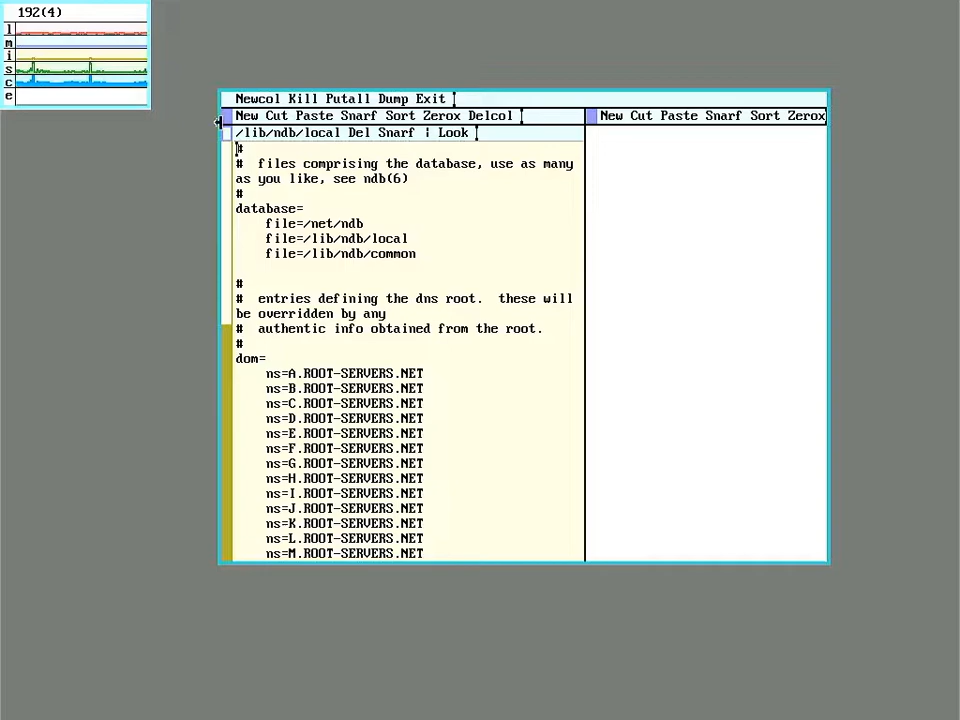 192(4)
l
m
i
s
c
e
Newcol Kill Putall Dump Exit
New Cut Paste Snarf Sort Zerox Delcol
New Cut Paste Snarf Sort Zerox
/lib/ndb/local Del Snarf | Look
#
#  files comprising the database, use as many
as you like, see ndb(6)
#
database=
file=/net/ndb
file=/lib/ndb/local
file=/lib/ndb/common
#
#  entries defining the dns root.  these will
be overridden by any
#  authentic info obtained from the root.
#
dom=
ns=A.ROOT-SERVERS.NET
ns=B.ROOT-SERVERS.NET
ns=C.ROOT-SERVERS.NET
ns=D.ROOT-SERVERS.NET
ns=E.ROOT-SERVERS.NET
ns=F.ROOT-SERVERS.NET
ns=G.ROOT-SERVERS.NET
ns=H.ROOT-SERVERS.NET
ns=I.ROOT-SERVERS.NET
ns=J.ROOT-SERVERS.NET
ns=K.ROOT-SERVERS.NET
ns=L.ROOT-SERVERS.NET
ns=M.ROOT-SERVERS.NET